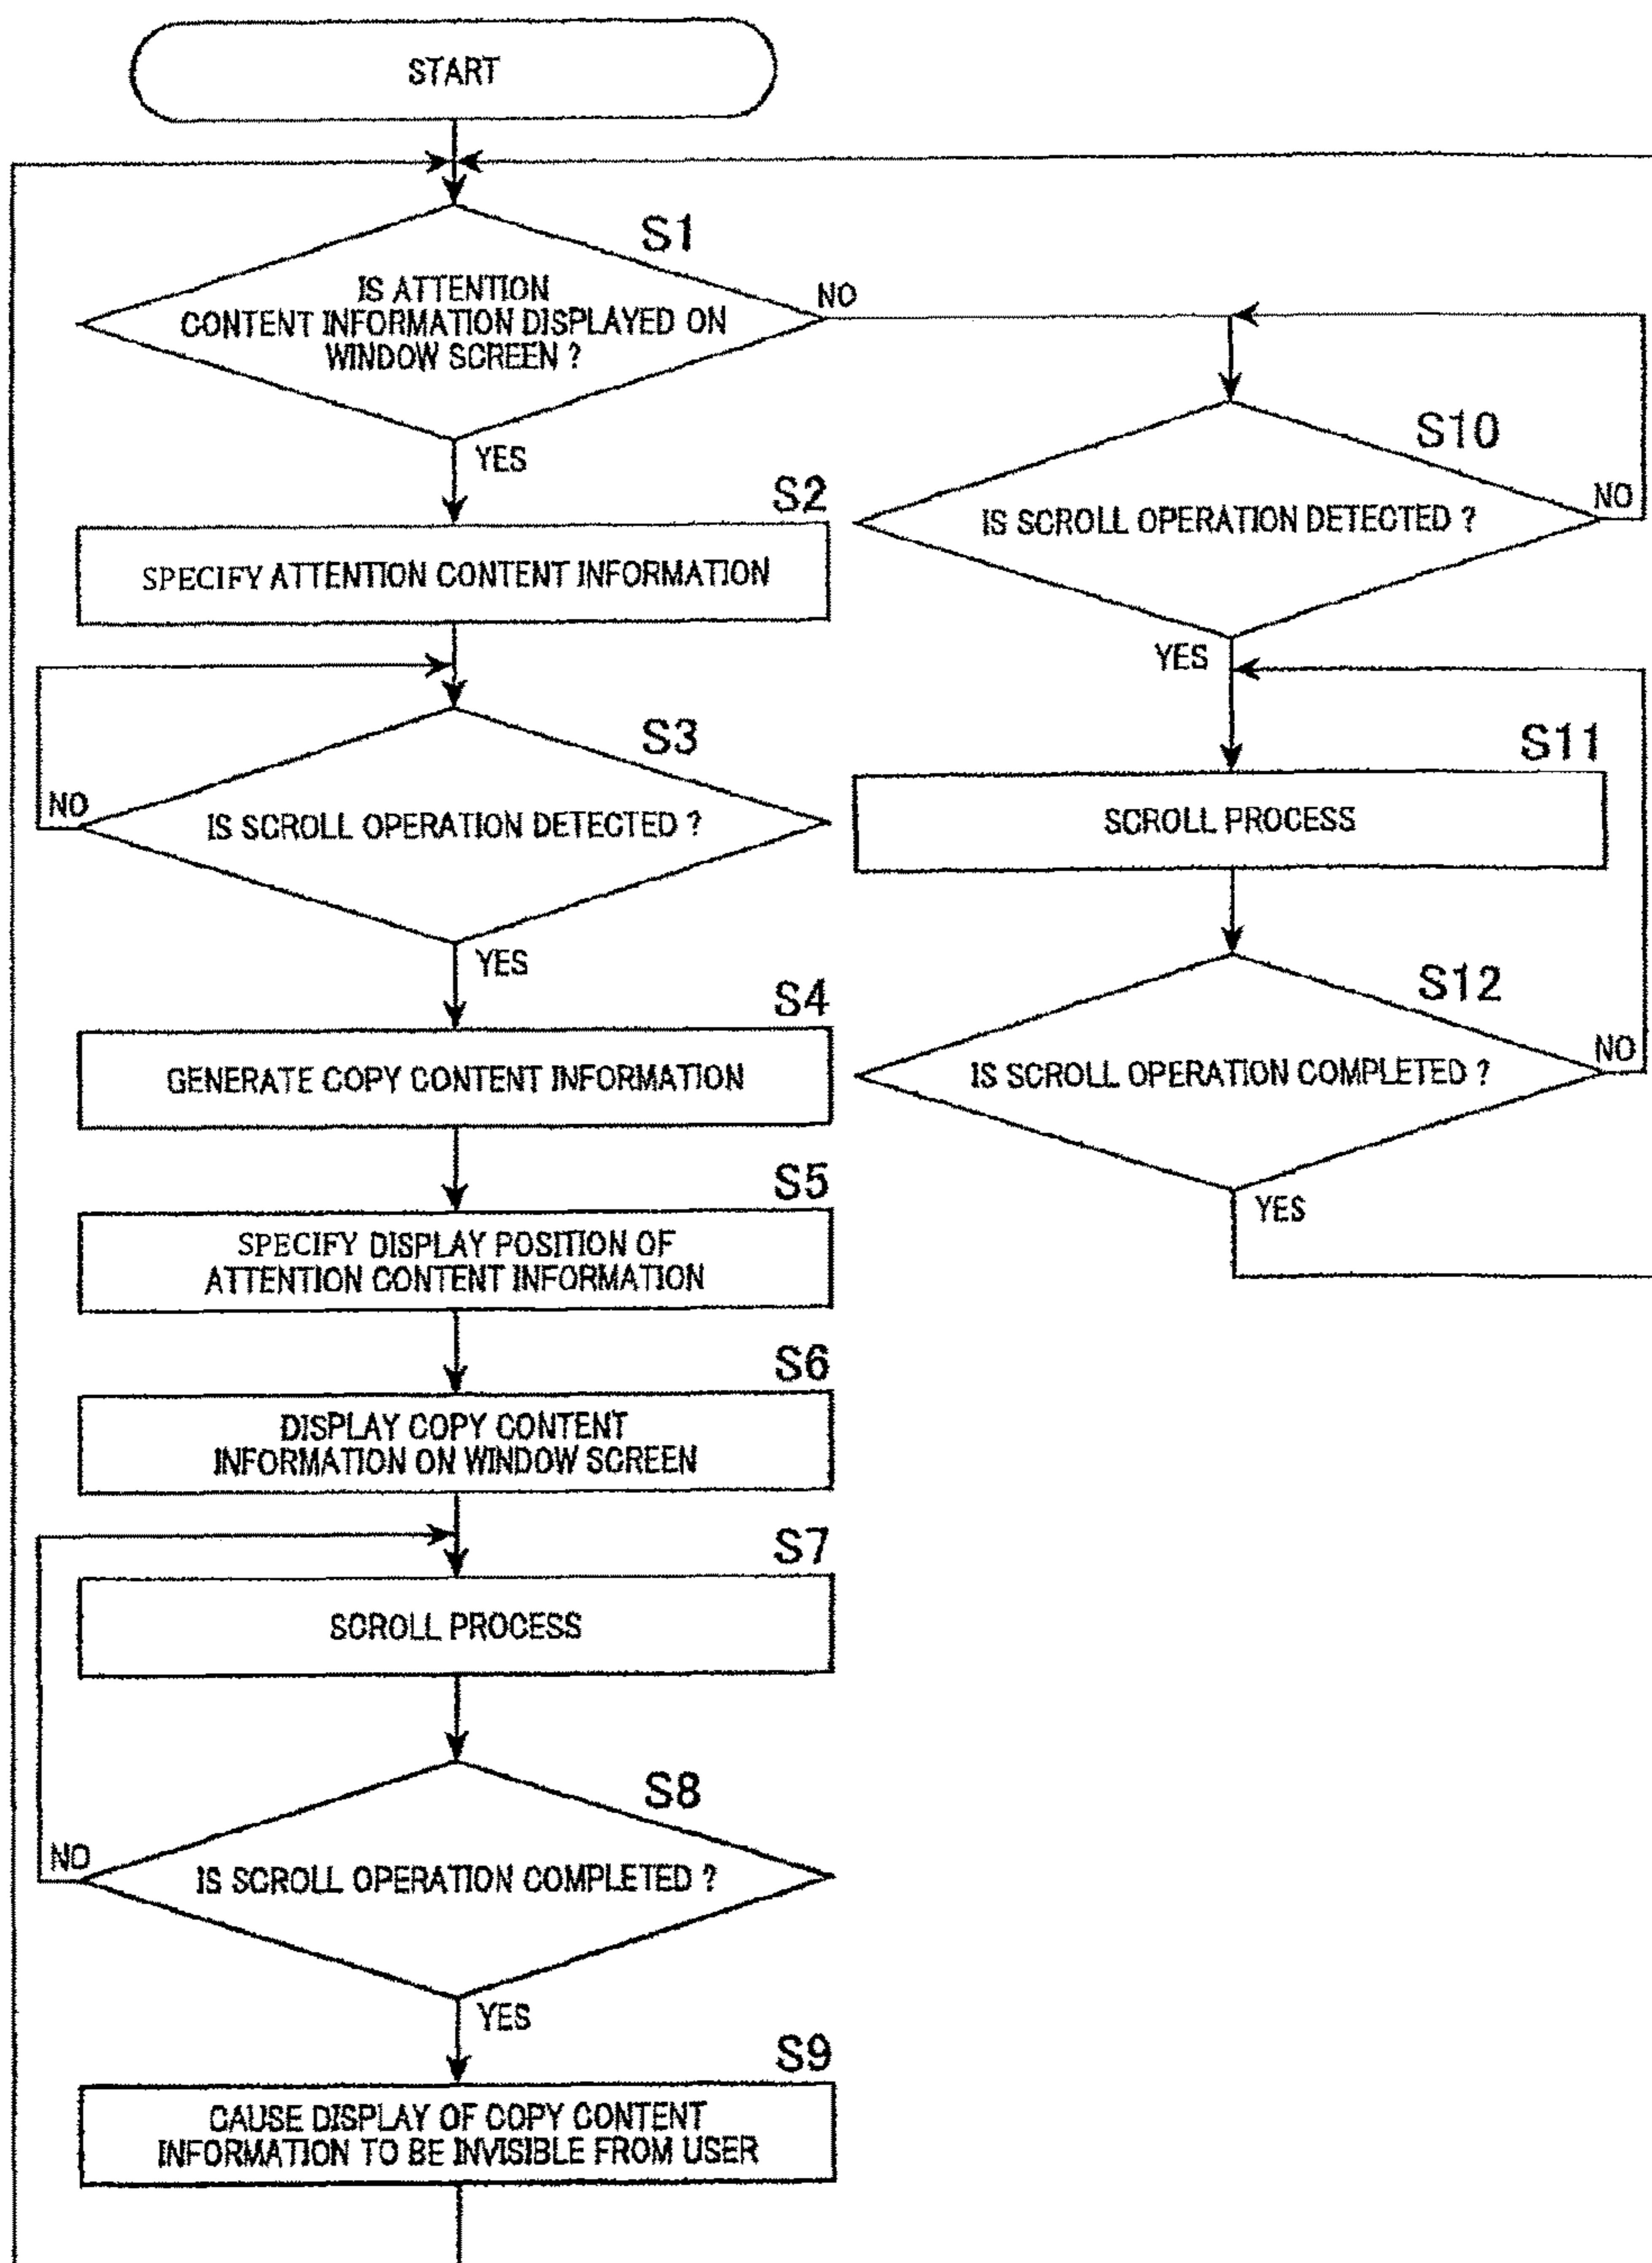 START
S1
IS ATTENTION
CONTENT INFORMATION DISPLAYED ON
WINDOW SCREEN ?
NO
YES
S2
SPECIFY ATTENTION CONTENT INFORMATION
S3
IS SCROLL OPERATION DETECTED ?
NO
YES
S4
GENERATE COPY CONTENT INFORMATION
S5
SPECIFY DISPLAY POSITION OF
ATTENTION CONTENT INFORMATION
S6
DISPLAY COPY CONTENT
INFORMATION ON WINDOW SCREEN
S7
SCROLL PROCESS
S8
IS SCROLL OPERATION COMPLETED ?
NO
YES
S9
CAUSE DISPLAY OF COPY CONTENT
INFORMATION TO BE INVISIBLE FROM USER
S10
IS SCROLL OPERATION DETECTED ?
NO
YES
S11
SCROLL PROCESS
S12
IS SCROLL OPERATION COMPLETED ?
NO
YES